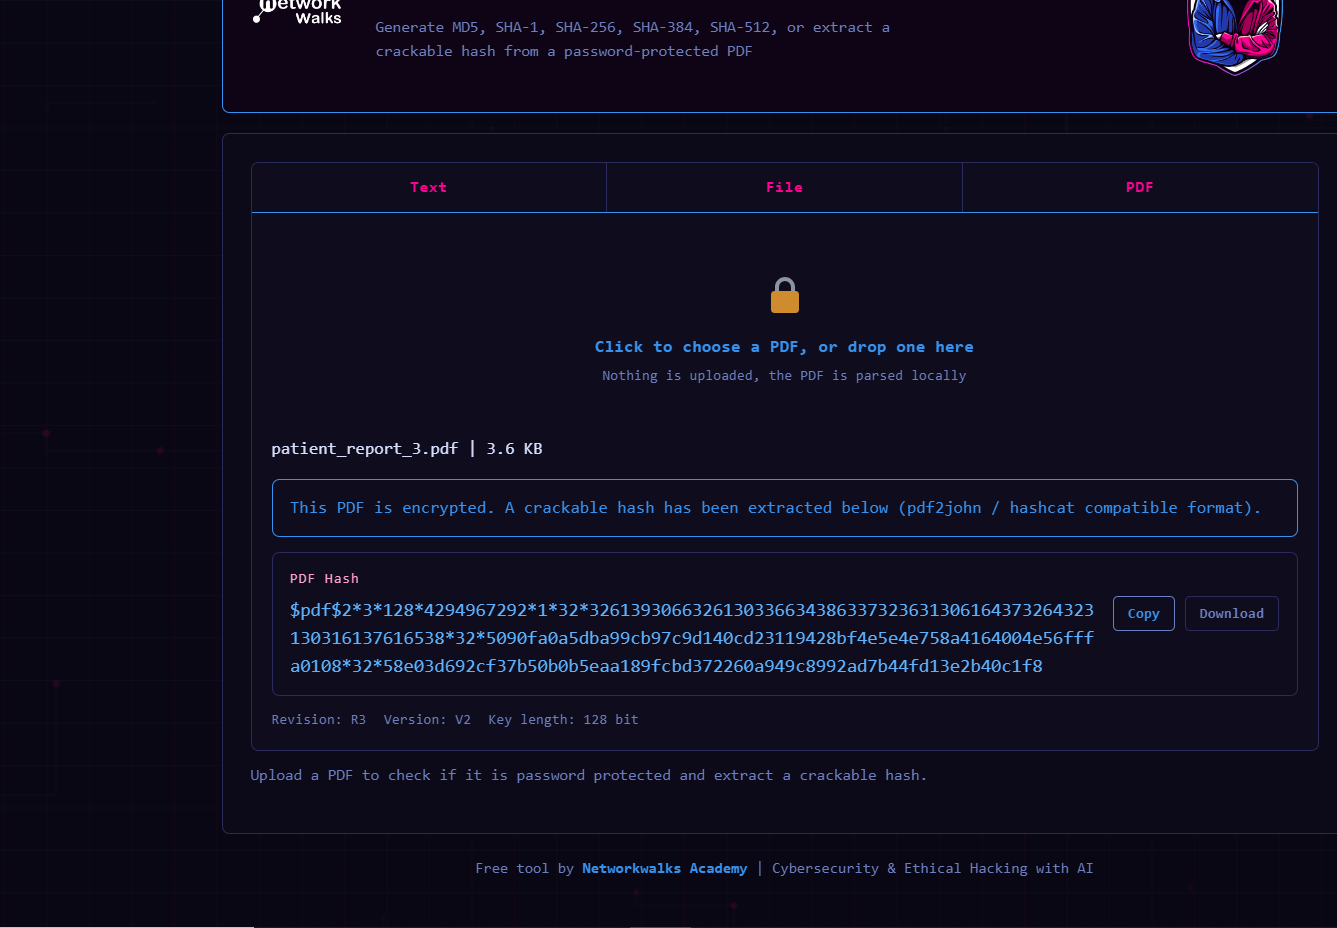 Network
Walks
Generate MD5, SHA-1, SHA-256, SHA-384, SHA-512, or extract a
crackable hash from a password-protected PDF
Text
File
PDF
Click to choose a PDF, or drop one here
Nothing is uploaded, the PDF is parsed locally
patient_report_3.pdf | 3.6 KB
This PDF is encrypted. A crackable hash has been extracted below (pdf2john / hashcat compatible format).
PDF Hash
$pdf$2*3*128*4294967292*1*32*3261393066326130336634386337323631306164373264323
130316137616538*32*5090fa0a5dba99cb97c9d140cd23119428bf4e5e4e758a4164004e56fff
a0108*32*58e03d692cf37b50b0b5eaa189fcbd372260a949c8992ad7b44fd13e2b40c1f8
Copy
Download
Revision: R3 Version: V2 Key length: 128 bit
Upload a PDF to check if it is password protected and extract a crackable hash.
Free tool by Networkwalks Academy | Cybersecurity & Ethical Hacking with AI